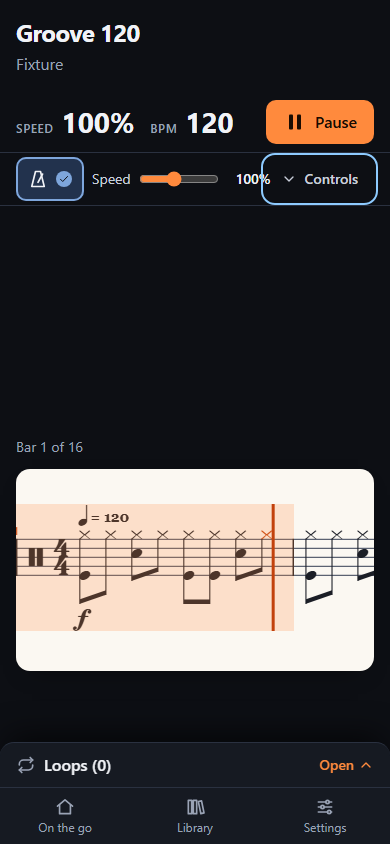 Groove 120
Fixture
SPEED 100% BPM 120 Pause
Speed 100% Controls
Bar 1 of 16
= 120
4
4
f
Loops (0) Open
On the go Library Settings